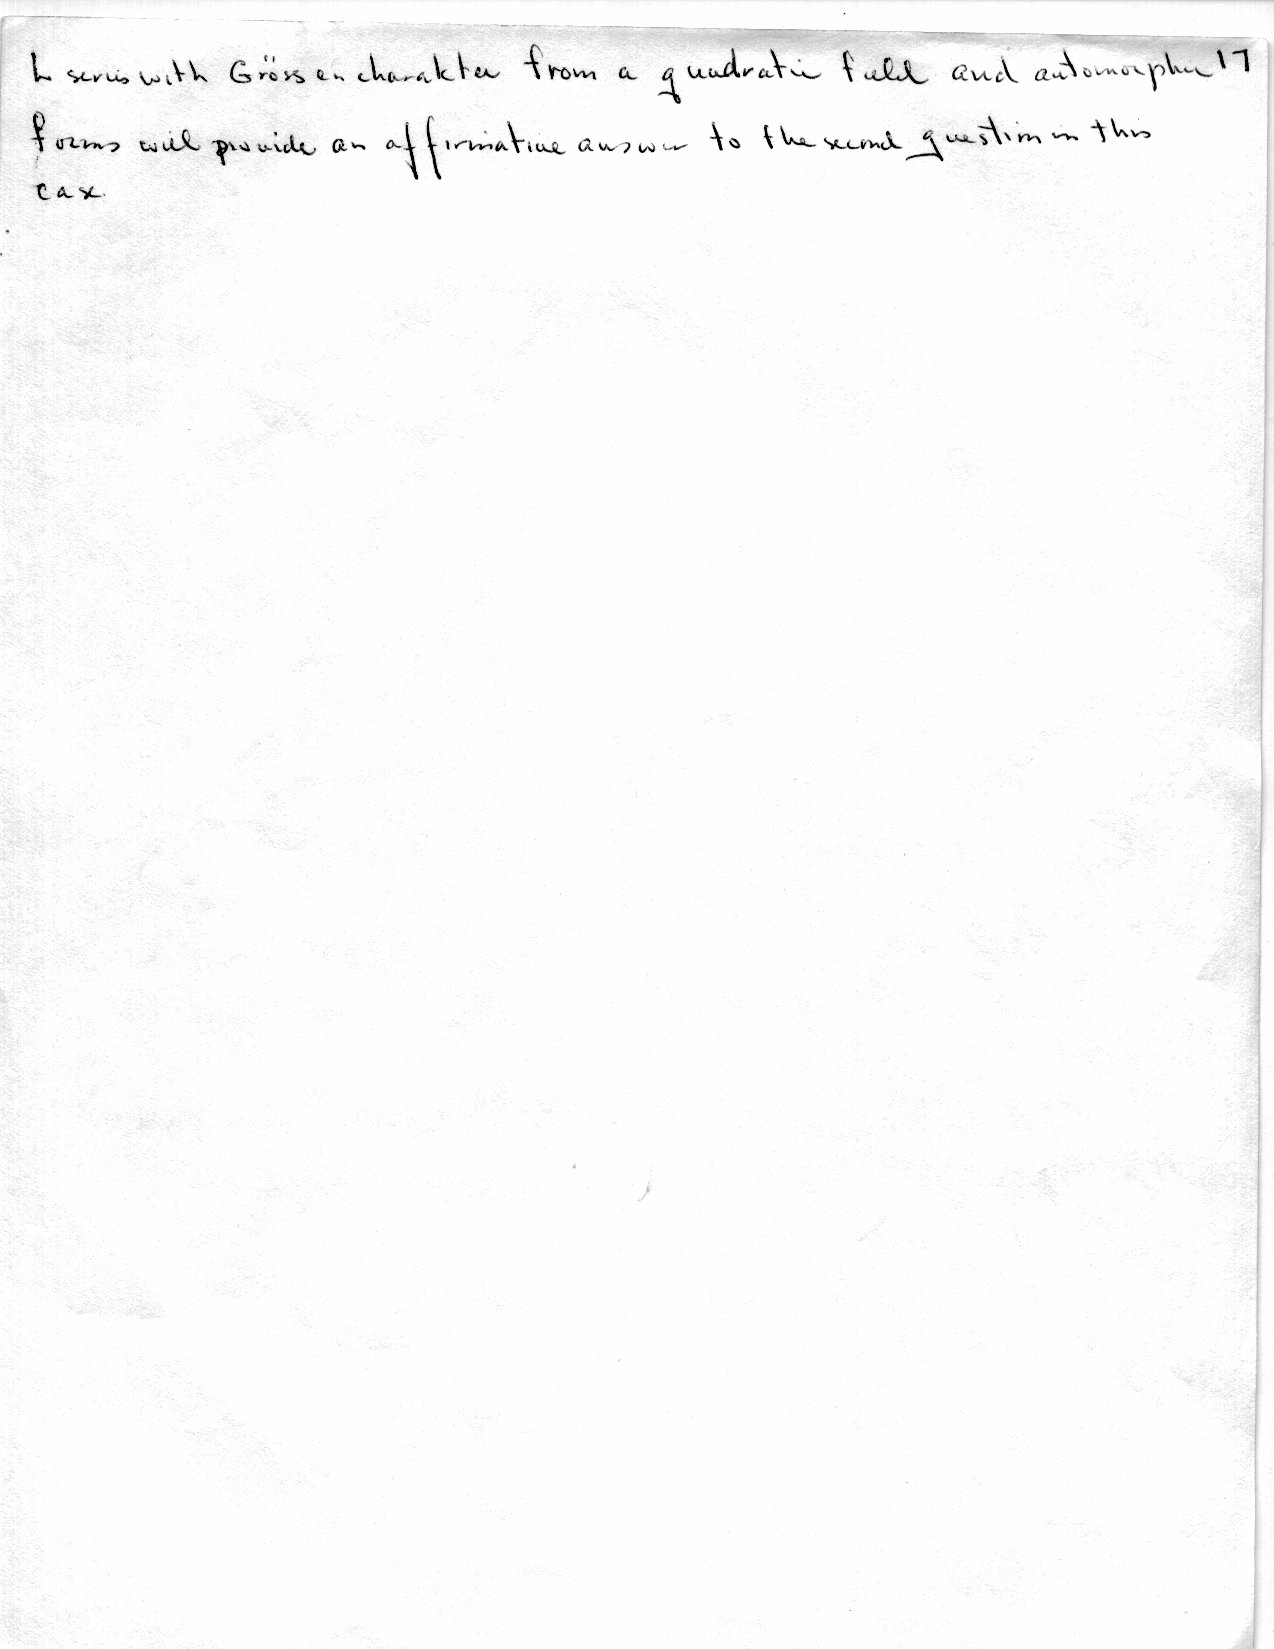 L series with Grössencharakter from a quadratic field and automorphic 17
forms will provide an affirmative answer to the second question in this
case.